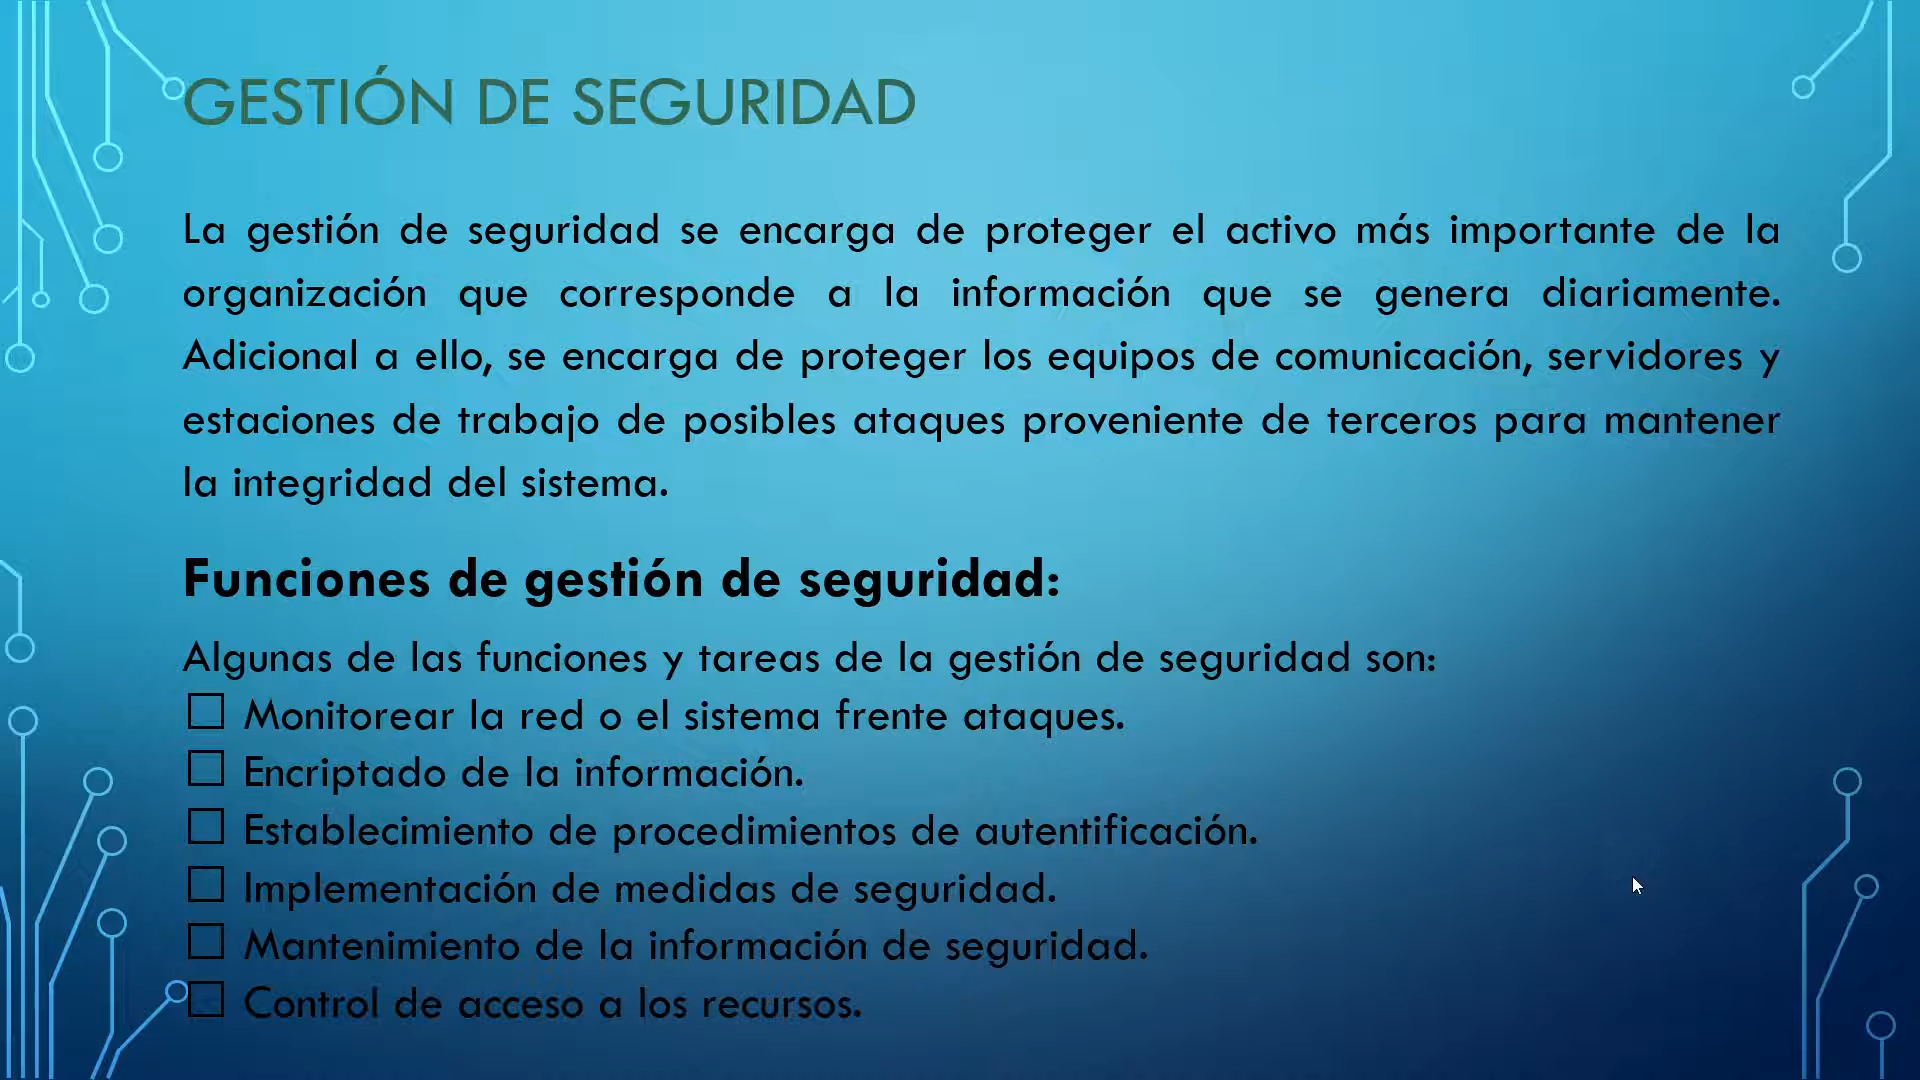 GESTIÓN DE SEGURIDAD
La gestión de seguridad se encarga de proteger el activo más importante de la
organización que corresponde a la información que se genera diariamente.
Adicional a ello, se encarga de proteger los equipos de comunicación, servidores y
estaciones de trabajo de posibles ataques proveniente de terceros para mantener
la integridad del sistema.
Funciones de gestión de seguridad:
Algunas de las funciones y tareas de la gestión de seguridad son:
☐ Monitorear la red o el sistema frente ataques.
☐ Encriptado de la información.
☐ Establecimiento de procedimientos de autentificación.
☐ Implementación de medidas de seguridad.
☐ Mantenimiento de la información de seguridad.
☐ Control de acceso a los recursos.